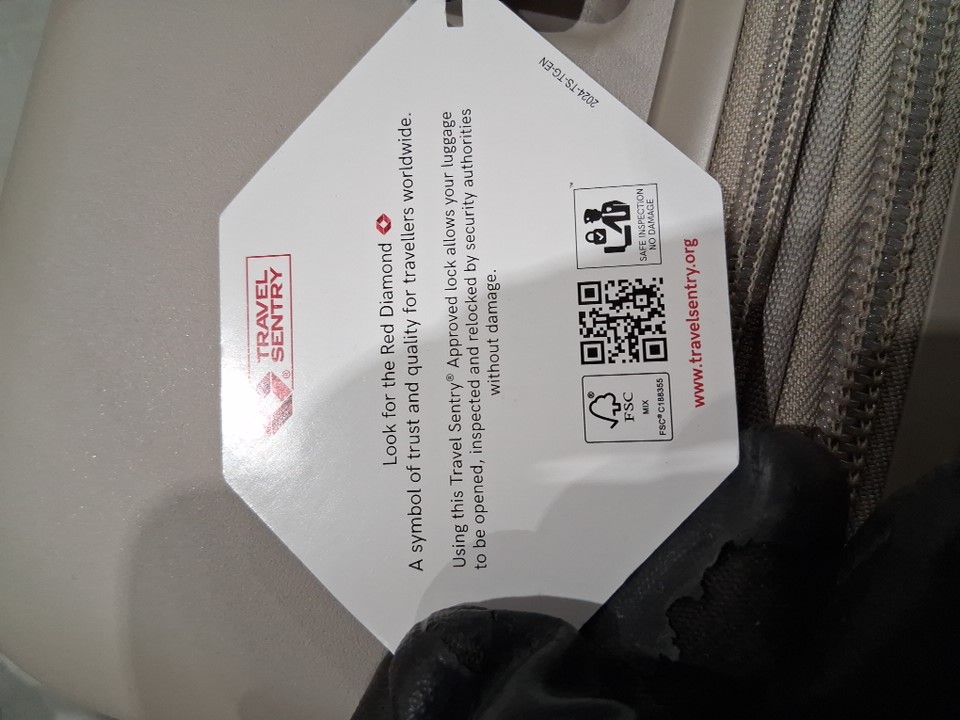 2024-TS-TG-EN
TRAVEL
SENTRY
®
Look for the Red Diamond
A symbol of trust and quality for travellers worldwide.
Using this Travel Sentry® Approved lock allows your luggage
to be opened, inspected and relocked by security authorities
without damage.
®
FSC
MIX
FSC® C188355
™
SAFE INSPECTION
NO DAMAGE
www.travelsentry.org